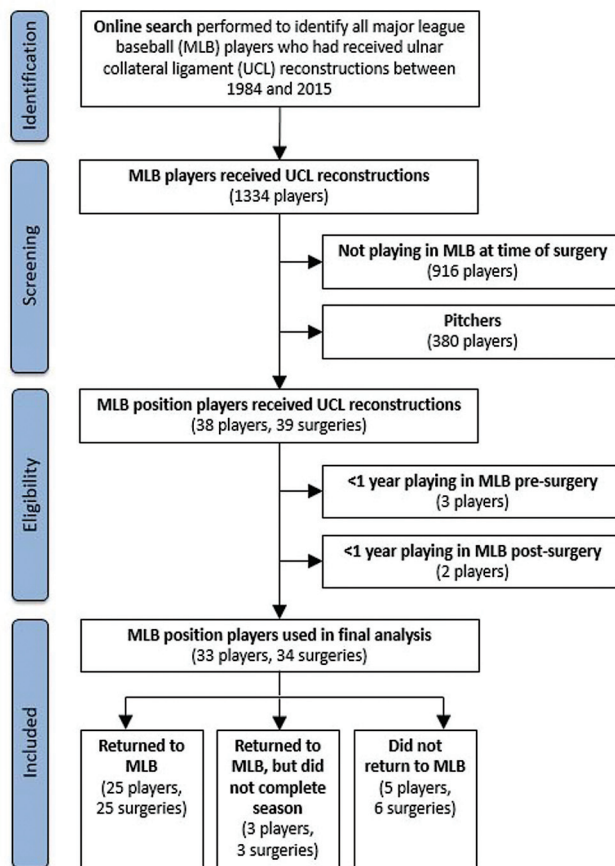 Identification
Online search performed to identify all major league
baseball (MLB) players who had received ulnar
collateral ligament (UCL) reconstructions between
1984 and 2015
Screening
MLB players received UCL reconstructions
(1334 players)
Not playing in MLB at time of surgery
(916 players)
Pitchers
(380 players)
Eligibility
MLB position players received UCL reconstructions
(38 players, 39 surgeries)
<1 year playing in MLB pre-surgery
(3 players)
<1 year playing in MLB post-surgery
(2 players)
Included
MLB position players used in final analysis
(33 players, 34 surgeries)
Returned to
MLB
(25 players,
25 surgeries)
Returned to
MLB, but did
not complete
season
(3 players,
3 surgeries)
Did not
return to MLB
(5 players,
6 surgeries)